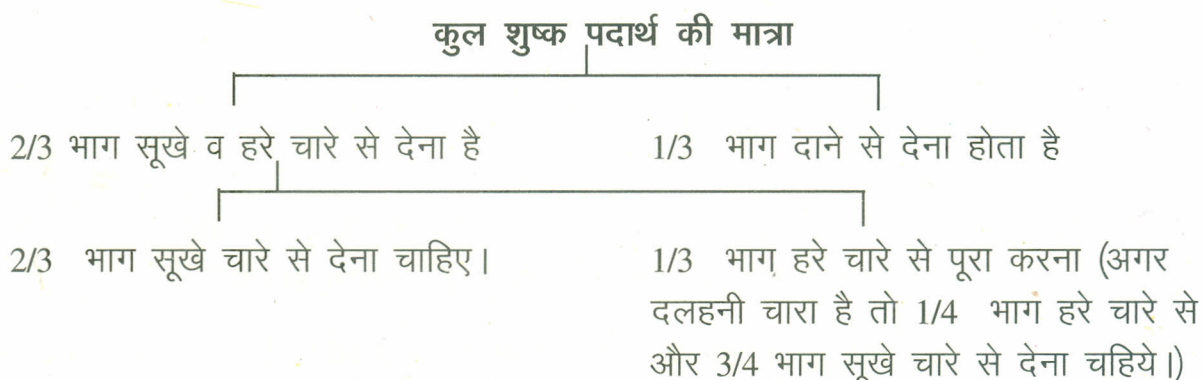 कुल शुष्क पदार्थ की मात्रा
2/3 भाग सूखे व हरे चारे से देना है
1/3 भाग दाने से देना होता है
2/3 भाग सूखे चारे से देना चाहिए।
1/3 भाग हरे चारे से पूरा करना (अगर
दलहनी चारा है तो 1/4 भाग हरे चारे से
और 3/4 भाग सूखे चारे से देना चहिये।)